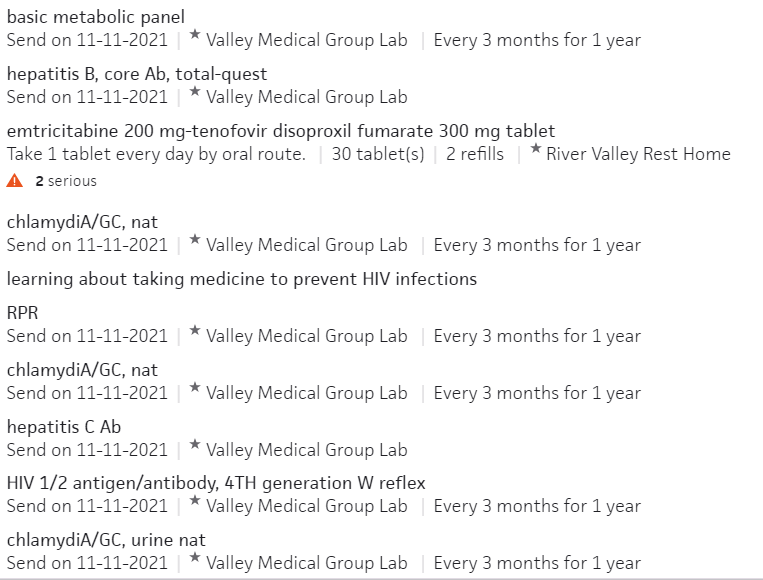 basic metabolic panel
Send on 11-11-2021 | ★ Valley Medical Group Lab | Every 3 months for 1 year
hepatitis B, core Ab, total-quest
Send on 11-11-2021 | ★ Valley Medical Group Lab
emtricitabine 200 mg-tenofovir disoproxil fumarate 300 mg tablet
Take 1 tablet every day by oral route. | 30 tablet(s) | 2 refills | ★ River Valley Rest Home
2 serious
chlamydiA/GC, nat
Send on 11-11-2021 | ★ Valley Medical Group Lab | Every 3 months for 1 year
learning about taking medicine to prevent HIV infections
RPR
Send on 11-11-2021 | ★ Valley Medical Group Lab | Every 3 months for 1 year
chlamydiA/GC, nat
Send on 11-11-2021 | ★ Valley Medical Group Lab | Every 3 months for 1 year
hepatitis C Ab
Send on 11-11-2021 | ★ Valley Medical Group Lab
HIV 1/2 antigen/antibody, 4TH generation W reflex
Send on 11-11-2021 | ★ Valley Medical Group Lab | Every 3 months for 1 year
chlamydiA/GC, urine nat
Send on 11-11-2021 | ★ Valley Medical Group Lab | Every 3 months for 1 year